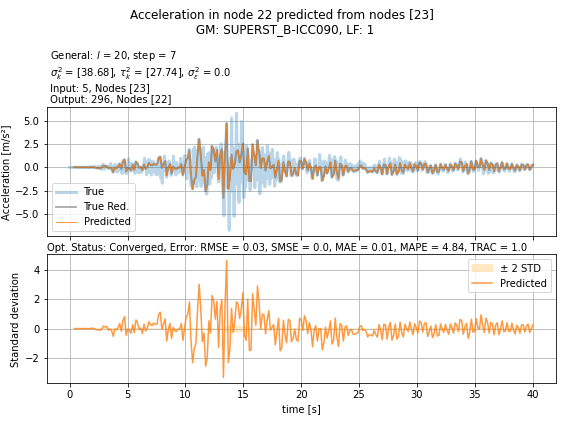 Acceleration in node 22 predicted from nodes [23]
GM: SUPERST_B-ICC090, LF: 1
General: l = 20, step = 7
σ²ₖ = [38.68], τ²ₖ = [27.74], σ²ε = 0.0
Input: 5, Nodes [23]
Output: 296, Nodes [22]
Acceleration [m/s²]
5.0
2.5
0.0
−2.5
−5.0
True
True Red.
Predicted
Opt. Status: Converged, Error: RMSE = 0.03, SMSE = 0.0, MAE = 0.01, MAPE = 4.84, TRAC = 1.0
Standard deviation
4
2
0
−2
± 2 STD
Predicted
0 5 10 15 20 25 30 35 40
time [s]